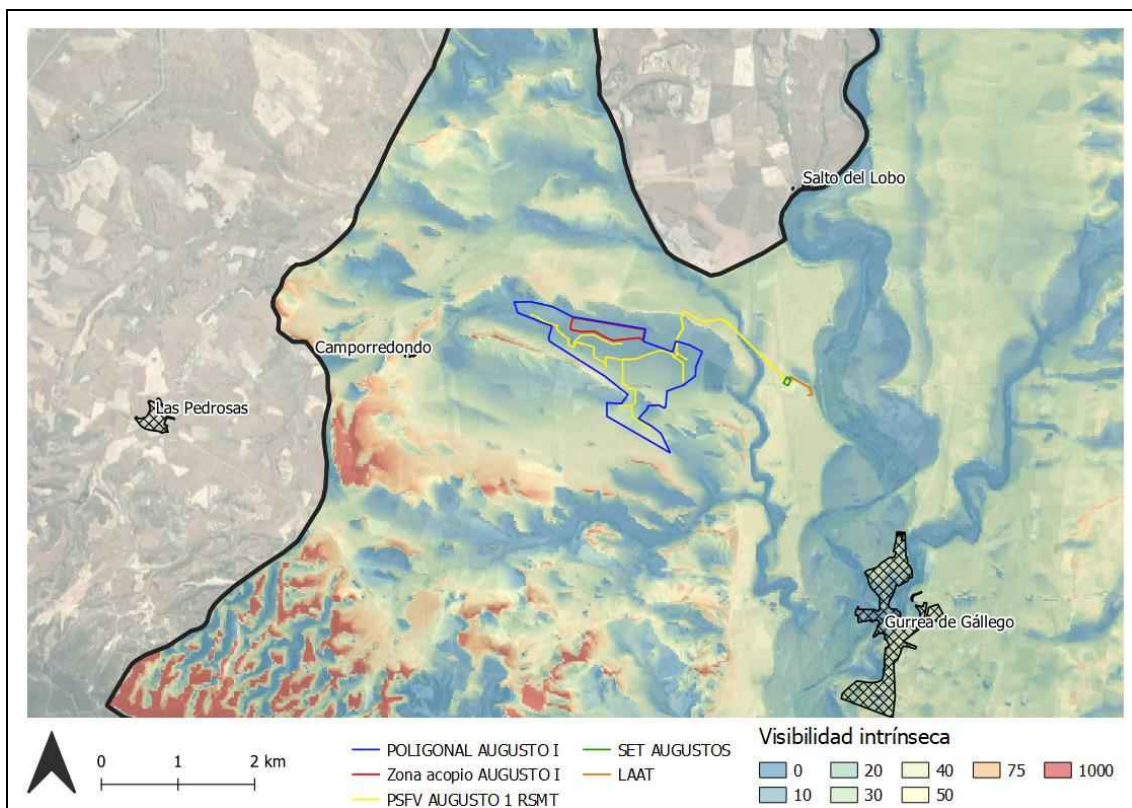 Salto del Lobo
Camporredondo
Las Pedrosas
Gurrea de Gállego
0 1 2 km
POLIGONAL AUGUSTO I
Zona acopio AUGUSTO I
PSFV AUGUSTO 1 RSMT
SET AUGUSTOS
LAAT
Visibilidad intrínseca
0 20 40 75 1000
10 30 50